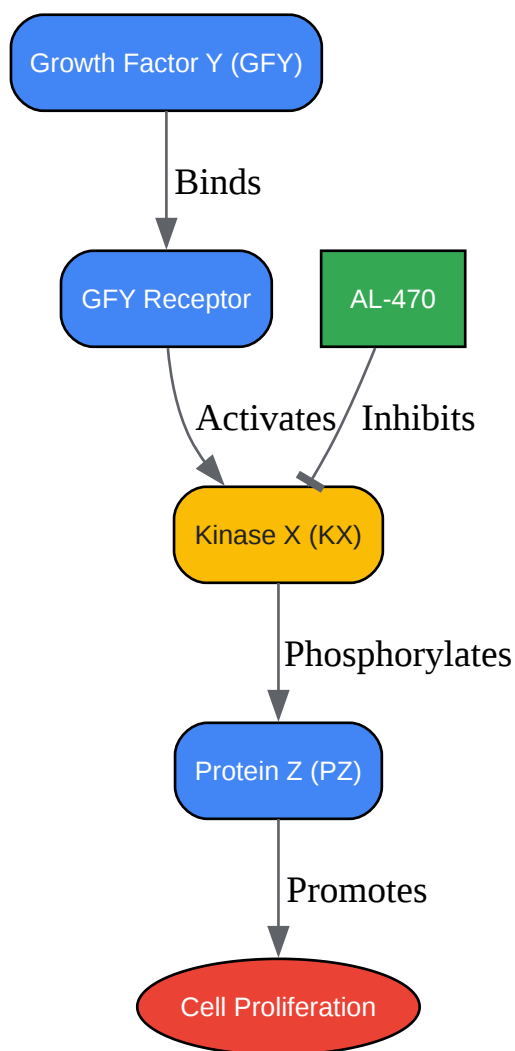 Growth Factor Y (GFY)
Binds
GFY Receptor
AL-470
Activates
Inhibits
Kinase X (KX)
Phosphorylates
Protein Z (PZ)
Promotes
Cell Proliferation